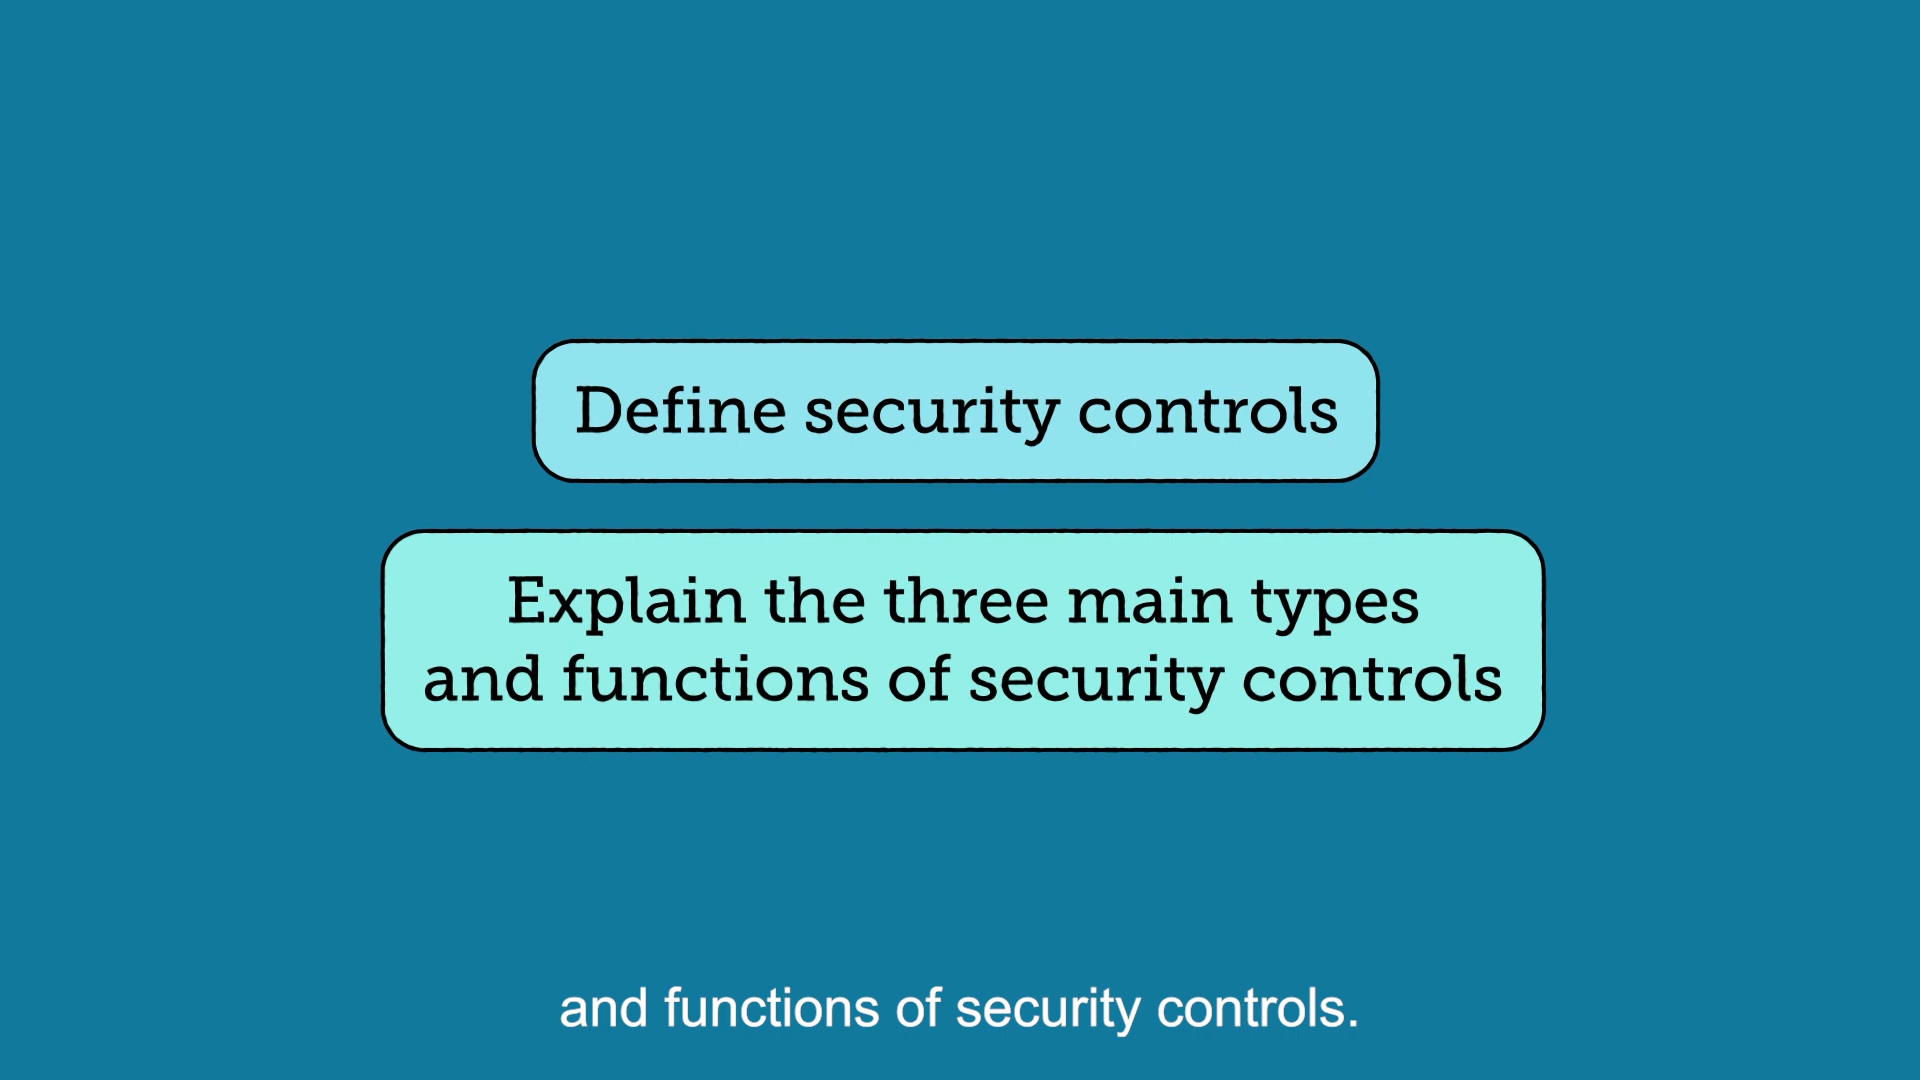 Define security controls
Explain the three main types
and functions of security controls
and functions of security controls.